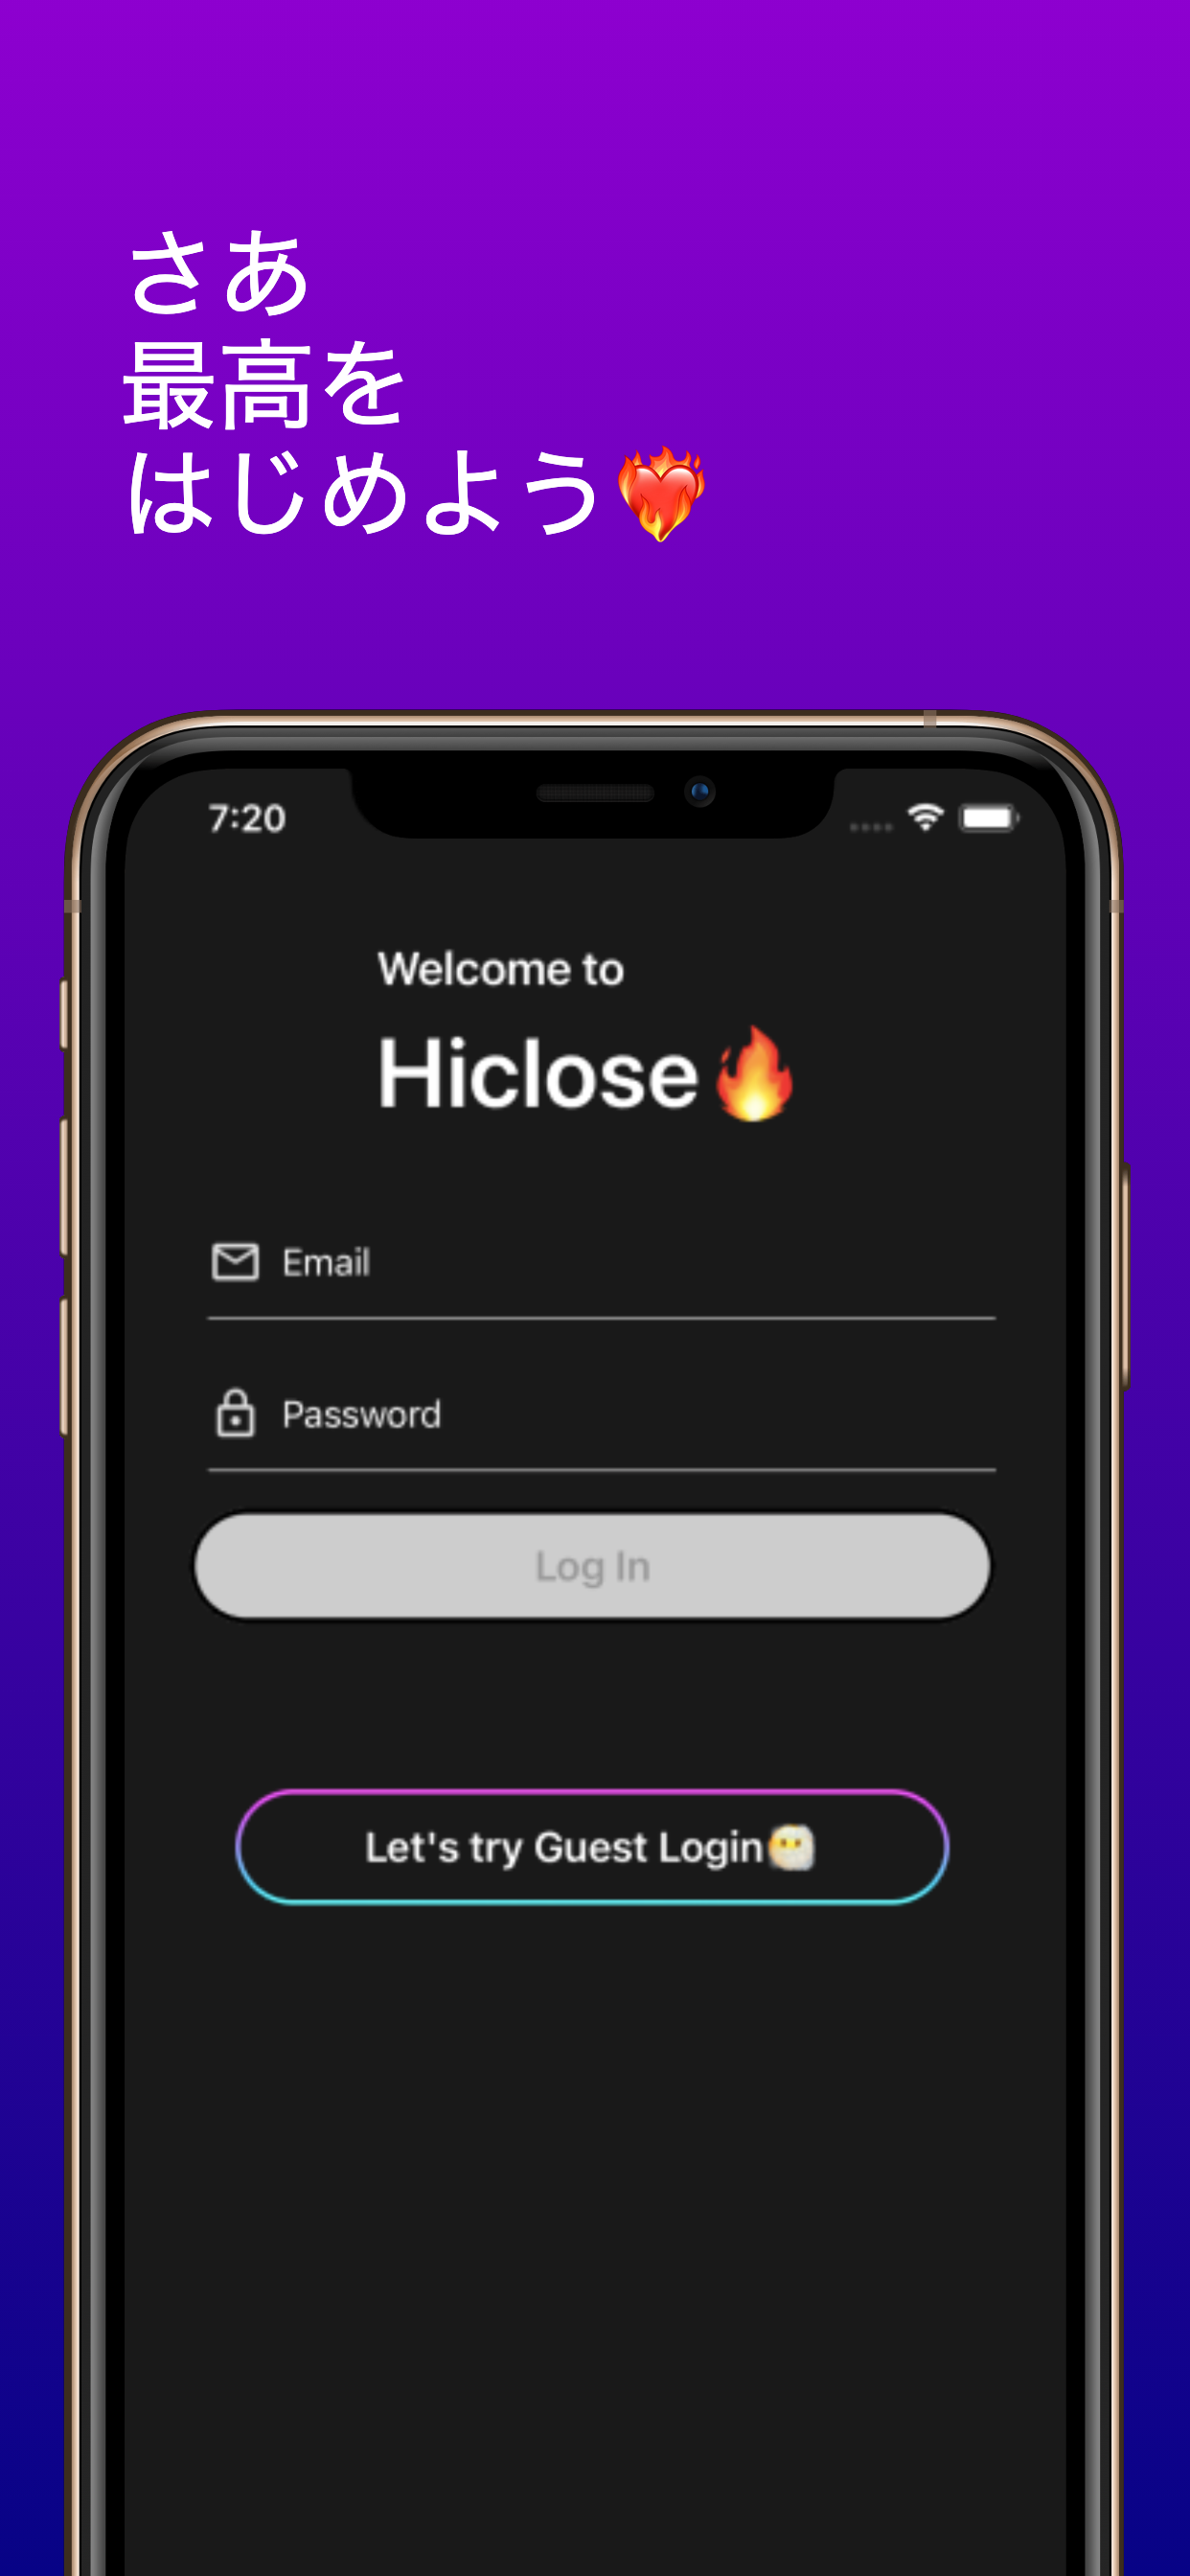 さあ
最高を
はじめよう❤️‍🔥
7:20
Welcome to
Hiclose🔥
Email
Password
Log In
Let's try Guest Login😶‍🌫️